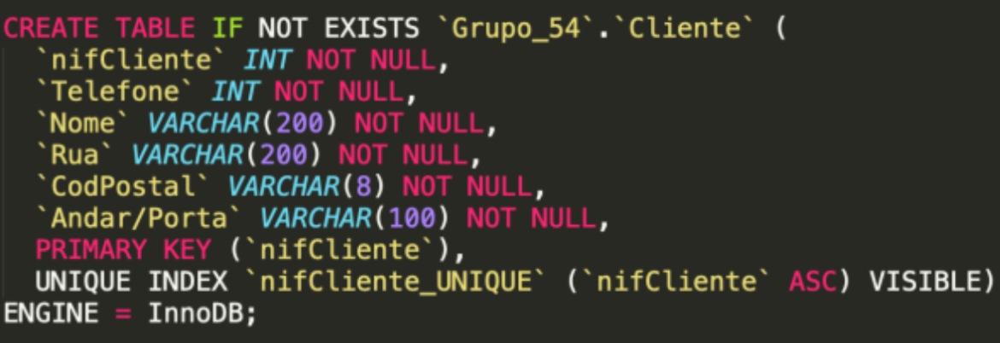 CREATE TABLE IF NOT EXISTS `Grupo_54`.`Cliente` (
  `nifCliente` INT NOT NULL,
  `Telefone` INT NOT NULL,
  `Nome` VARCHAR(200) NOT NULL,
  `Rua` VARCHAR(200) NOT NULL,
  `CodPostal` VARCHAR(8) NOT NULL,
  `Andar/Porta` VARCHAR(100) NOT NULL,
  PRIMARY KEY (`nifCliente`),
  UNIQUE INDEX `nifCliente_UNIQUE` (`nifCliente` ASC) VISIBLE)
ENGINE = InnoDB;